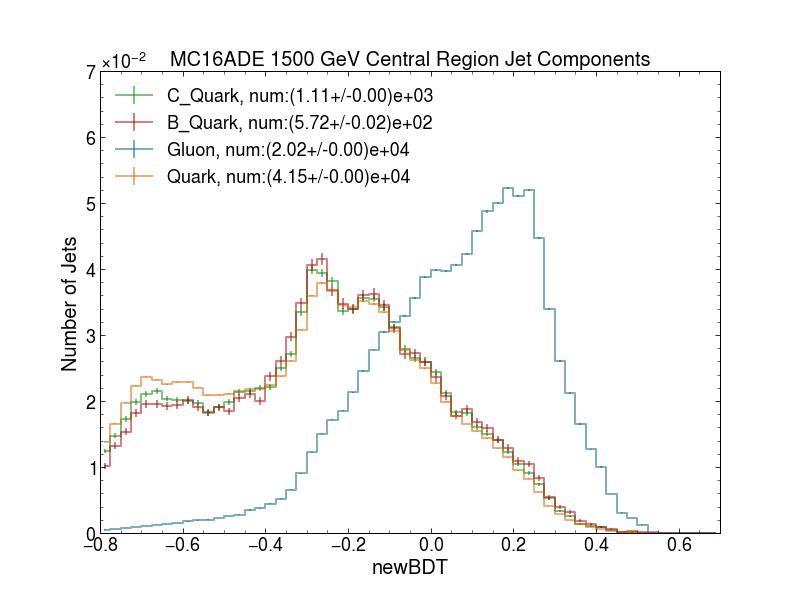 ×10⁻²
MC16ADE 1500 GeV Central Region Jet Components
C_Quark, num:(1.11+/-0.00)e+03
B_Quark, num:(5.72+/-0.02)e+02
Gluon, num:(2.02+/-0.00)e+04
Quark, num:(4.15+/-0.00)e+04
7
6
5
4
3
2
1
0
Number of Jets
−0.8 −0.6 −0.4 −0.2 0.0 0.2 0.4 0.6
newBDT